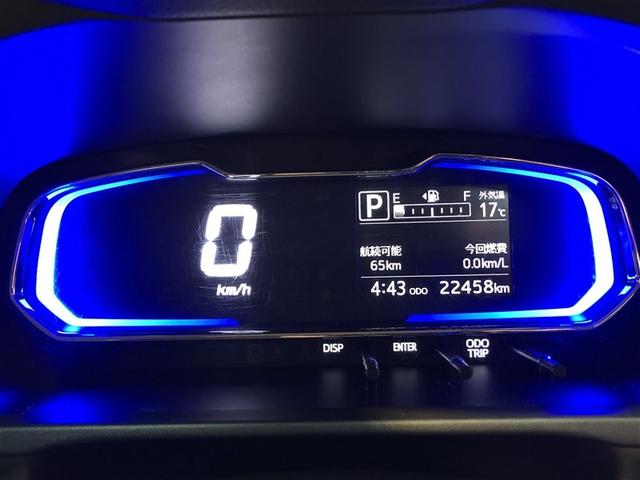 0
km/h
P
E F
外気温
17℃
航続可能
65km
今回燃費
0.0km/L
4:43 ODO 22458km
DISP ENTER ODO TRIP